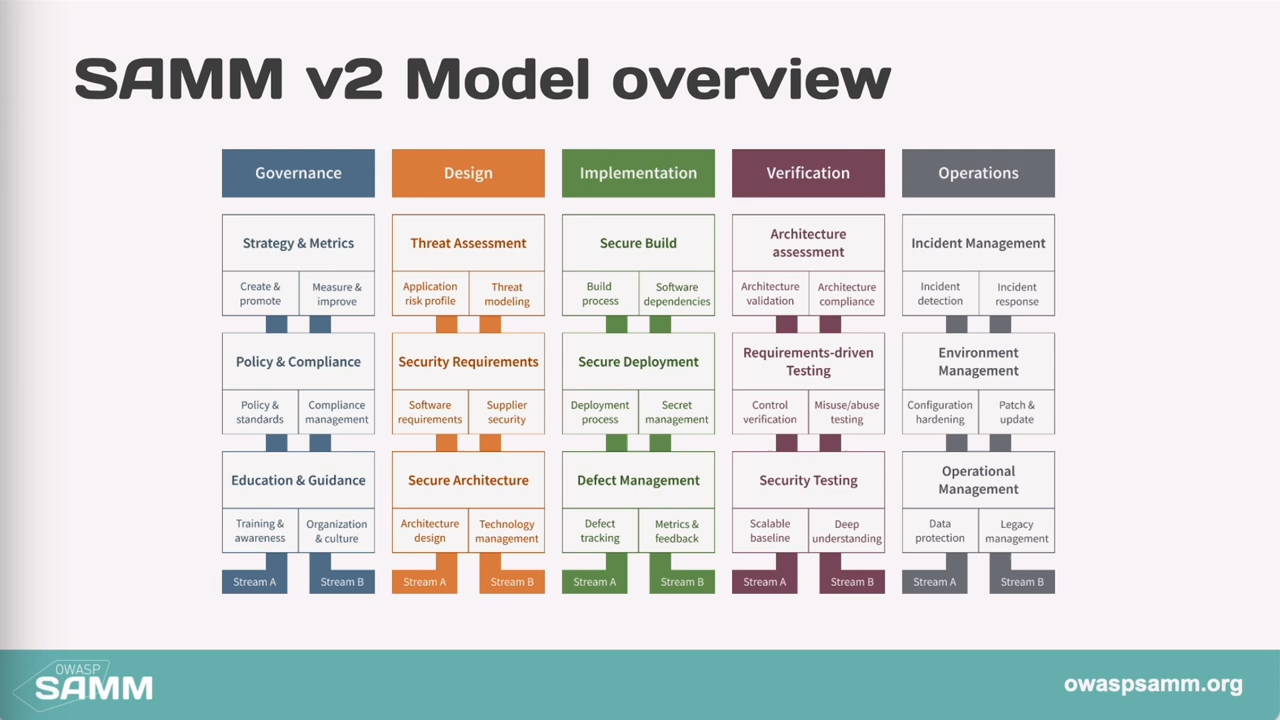 SAMM v2 Model overview
Governance
Design
Implementation
Verification
Operations
Strategy & Metrics
Create &
promote
Measure &
improve
Threat Assessment
Application
risk profile
Threat
modeling
Secure Build
Build
process
Software
dependencies
Architecture
assessment
Architecture
validation
Architecture
compliance
Incident Management
Incident
detection
Incident
response
Policy & Compliance
Policy &
standards
Compliance
management
Security Requirements
Software
requirements
Supplier
security
Secure Deployment
Deployment
process
Secret
management
Requirements-driven
Testing
Control
verification
Misuse/abuse
testing
Environment
Management
Configuration
hardening
Patch &
update
Education & Guidance
Training &
awareness
Organization
& culture
Secure Architecture
Architecture
design
Technology
management
Defect Management
Defect
tracking
Metrics &
feedback
Security Testing
Scalable
baseline
Deep
understanding
Operational
Management
Data
protection
Legacy
management
Stream A
Stream B
Stream A
Stream B
Stream A
Stream B
Stream A
Stream B
Stream A
Stream B
OWASP
SAMM
owaspsamm.org